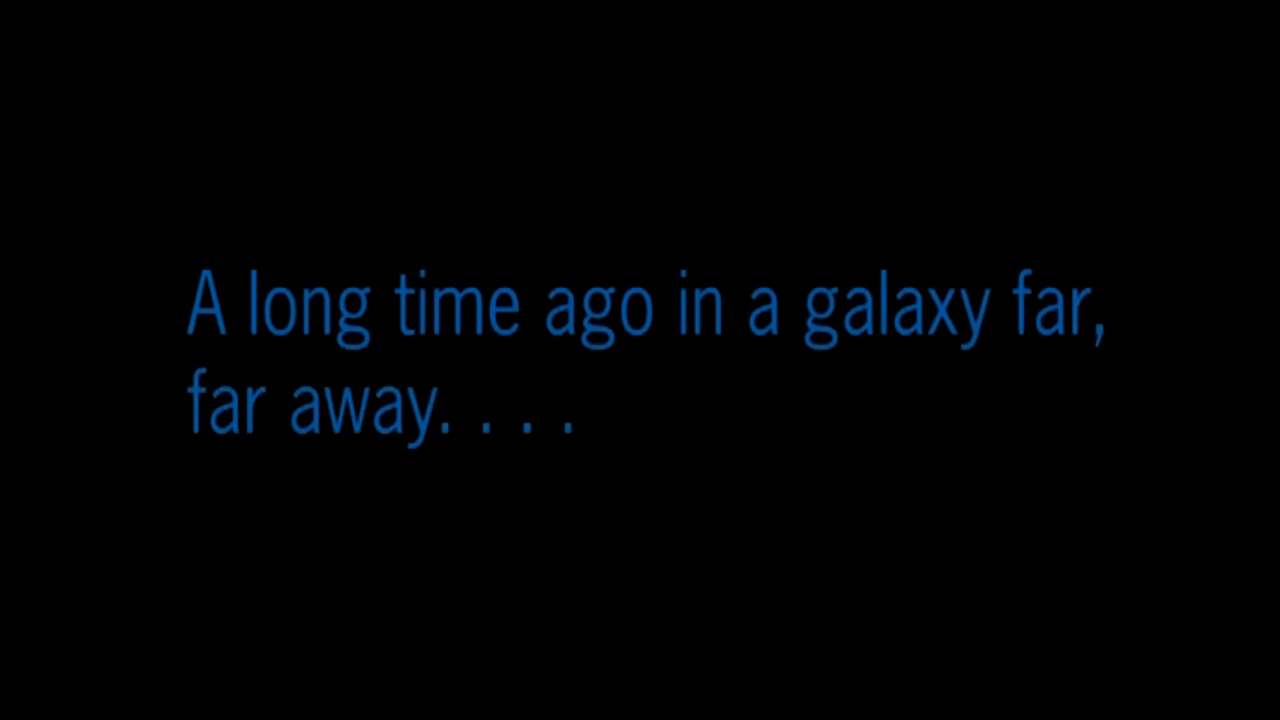 A long time ago in a galaxy far,
far away. . . .